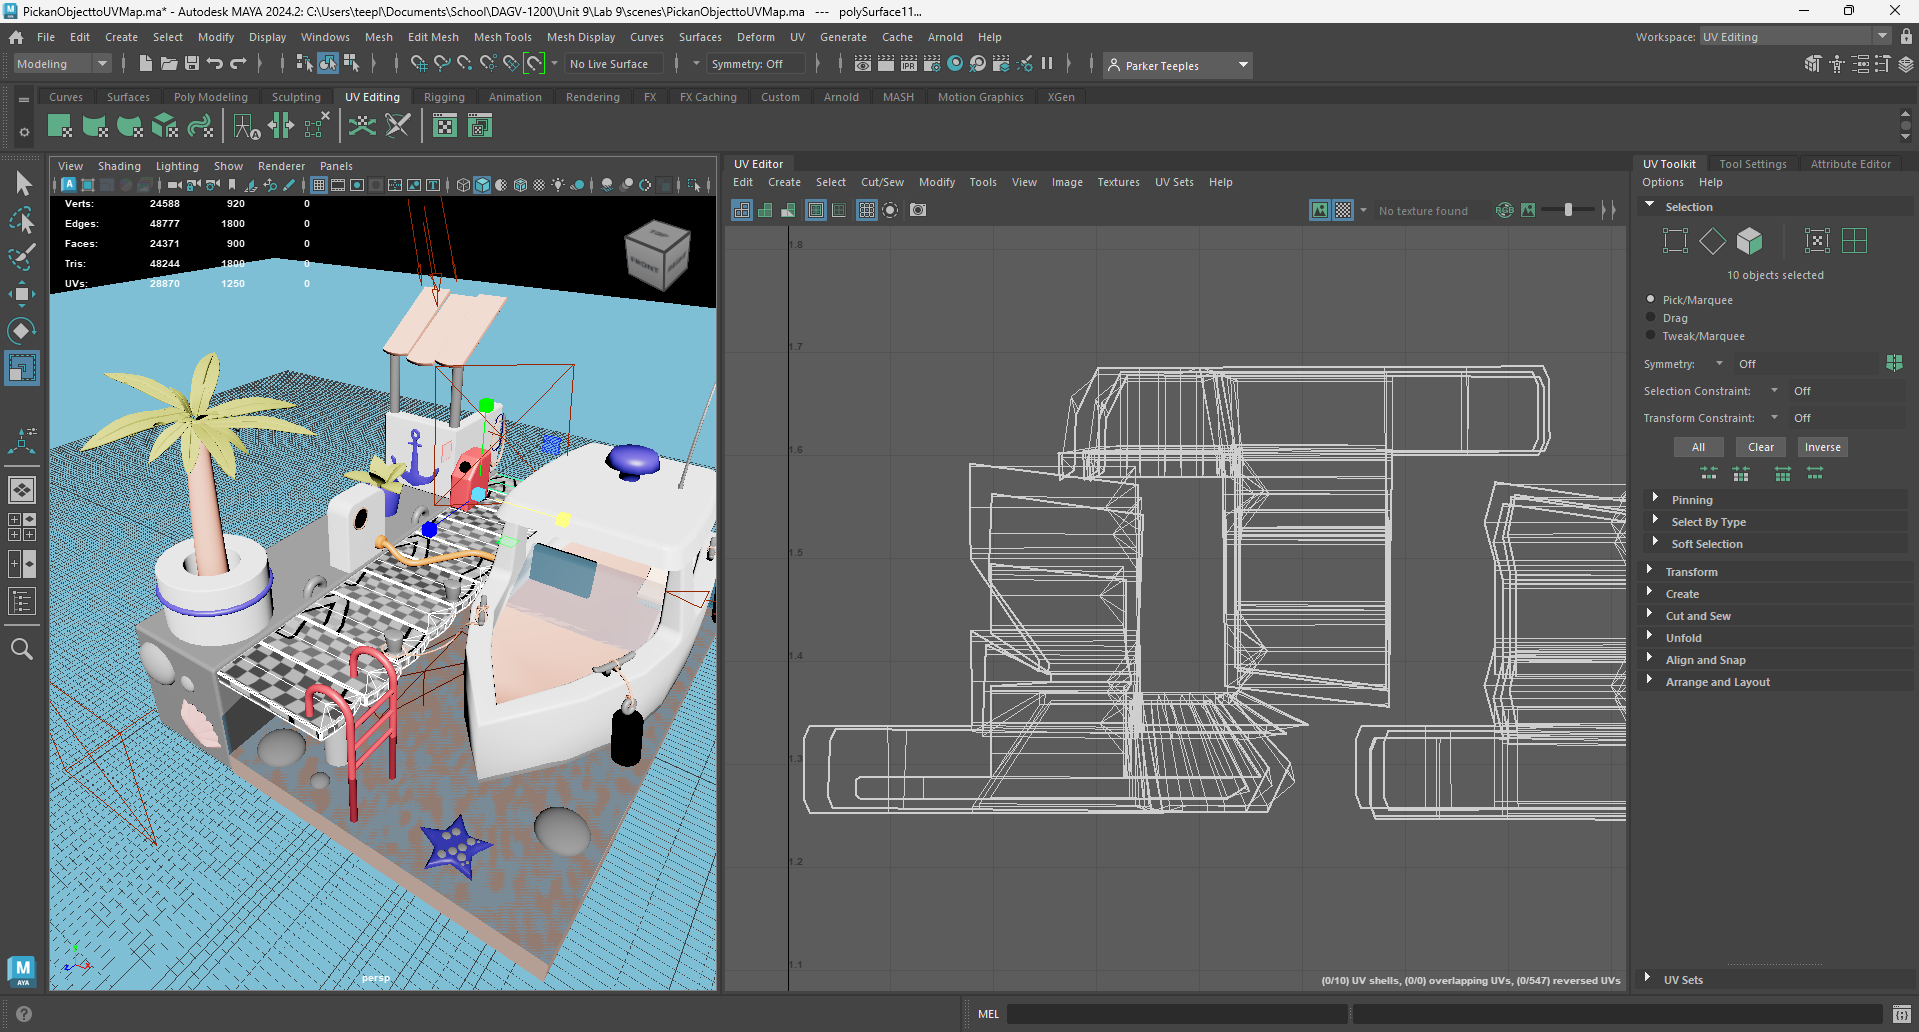 PickanObjecttoUVMap.ma* - Autodesk MAYA 2024.2: C:\Users\teepl\Documents\School\DAGV-1200\Unit 9\Lab 9\scenes\PickanObjecttoUVMap.ma --- polySurface11...
File Edit Create Select Modify Display Windows Mesh Edit Mesh Mesh Tools Mesh Display Curves Surfaces Deform UV Generate Cache Arnold Help
Workspace: UV Editing
Modeling
No Live Surface
Symmetry: Off
Parker Teeples
Curves Surfaces Poly Modeling Sculpting UV Editing Rigging Animation Rendering FX FX Caching Custom Arnold MASH Motion Graphics XGen
View Shading Lighting Show Renderer Panels
Verts: 24588 920 0
Edges: 48777 1800 0
Faces: 24371 900 0
Tris: 48244 1800 0
UVs: 28870 1250 0
FRONT
persp
UV Editor
Edit Create Select Cut/Sew Modify Tools View Image Textures UV Sets Help
No texture found
RGB
1.8
1.7
1.6
1.5
1.4
1.3
1.2
1.1
(0/10) UV shells, (0/0) overlapping UVs, (0/547) reversed UVs
UV Toolkit Tool Settings Attribute Editor
Options Help
Selection
10 objects selected
Pick/Marquee
Drag
Tweak/Marquee
Symmetry: Off
Selection Constraint: Off
Transform Constraint: Off
All Clear Inverse
Pinning
Select By Type
Soft Selection
Transform
Create
Cut and Sew
Unfold
Align and Snap
Arrange and Layout
UV Sets
M
AYA
MEL